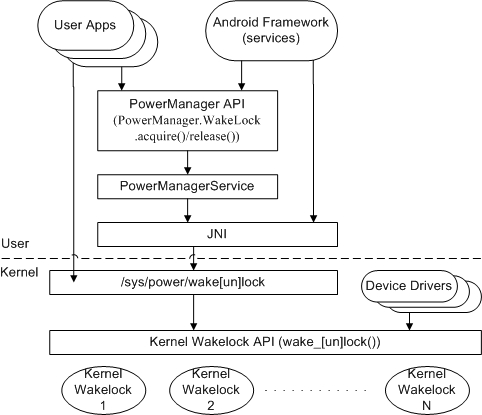 User Apps
Android Framework
(services)
PowerManager API
(PowerManager.WakeLock
.acquire()/release())
PowerManagerService
JNI
User
Kernel
/sys/power/wake[un]lock
Device Drivers
Kernel Wakelock API (wake_[un]lock())
Kernel
Wakelock
1
Kernel
Wakelock
2
Kernel
Wakelock
N